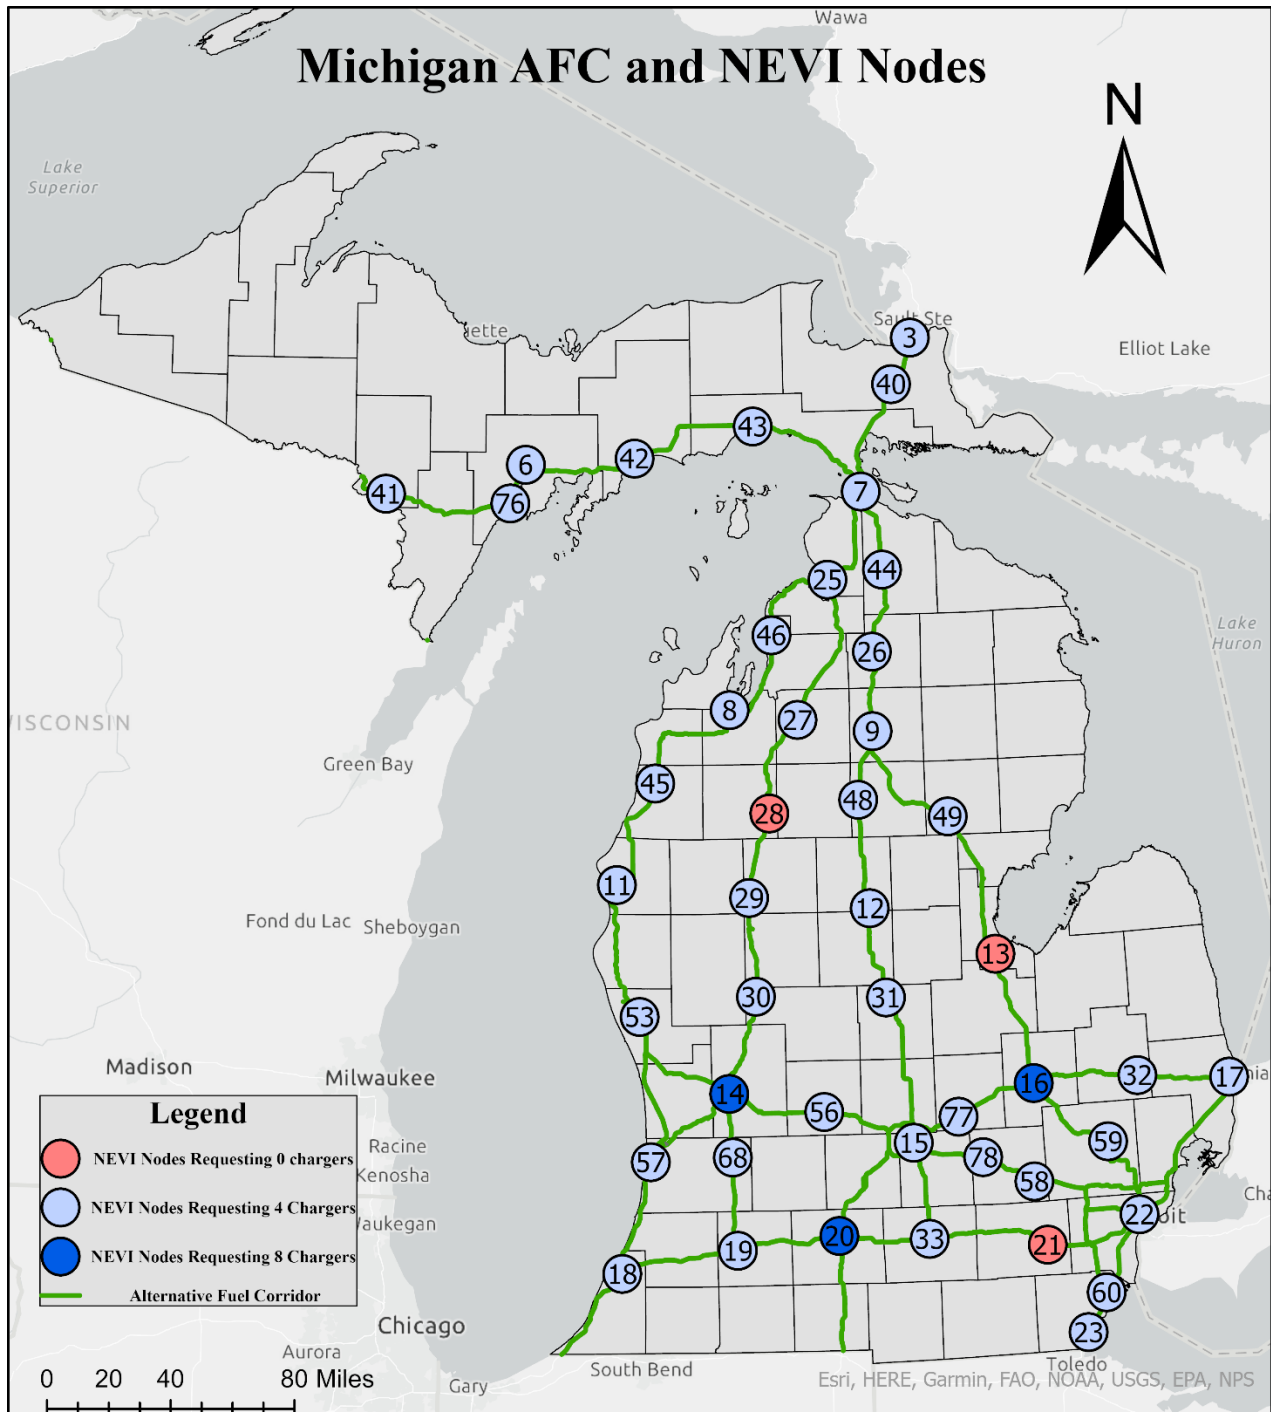 Wawa
Michigan AFC and NEVI Nodes
N
Lake
Superior
Sault Ste
3
ette
Elliot Lake
40
43
42
6
41
76
7
25
44
46
26
Lake
Huron
8
27
9
WISCONSIN
Green Bay
45
28
48
49
11
29
12
Fond du Lac
Sheboygan
13
30
31
53
Madison
Milwaukee
14
16
32
17
nia
56
77
Legend
NEVI Nodes Requesting 0 chargers
NEVI Nodes Requesting 4 Chargers
NEVI Nodes Requesting 8 Chargers
Alternative Fuel Corridor
Racine
Kenosha
aukegan
15
59
57
68
78
58
Cha
22
oit
20
33
21
19
18
60
23
Chicago
Aurora
Gary
South Bend
Toledo
0 20 40 80 Miles
Esri, HERE, Garmin, FAO, NOAA, USGS, EPA, NPS